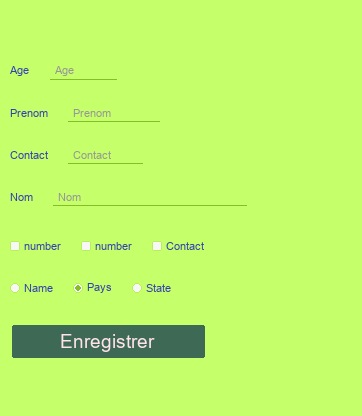 Age Age
Prenom Prenom
Contact Contact
Nom Nom
number number Contact
Name Pays State
Enregistrer